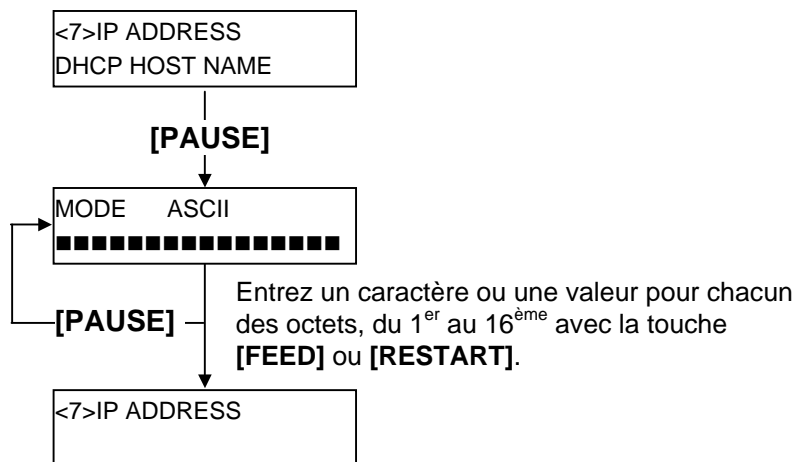 <7>IP ADDRESS
DHCP HOST NAME
[PAUSE]
MODE ASCII
■■■■■■■■■■■■■■■■
[PAUSE]
Entrez un caractère ou une valeur pour chacun
des octets, du 1er au 16ème avec la touche
[FEED] ou [RESTART].
<7>IP ADDRESS